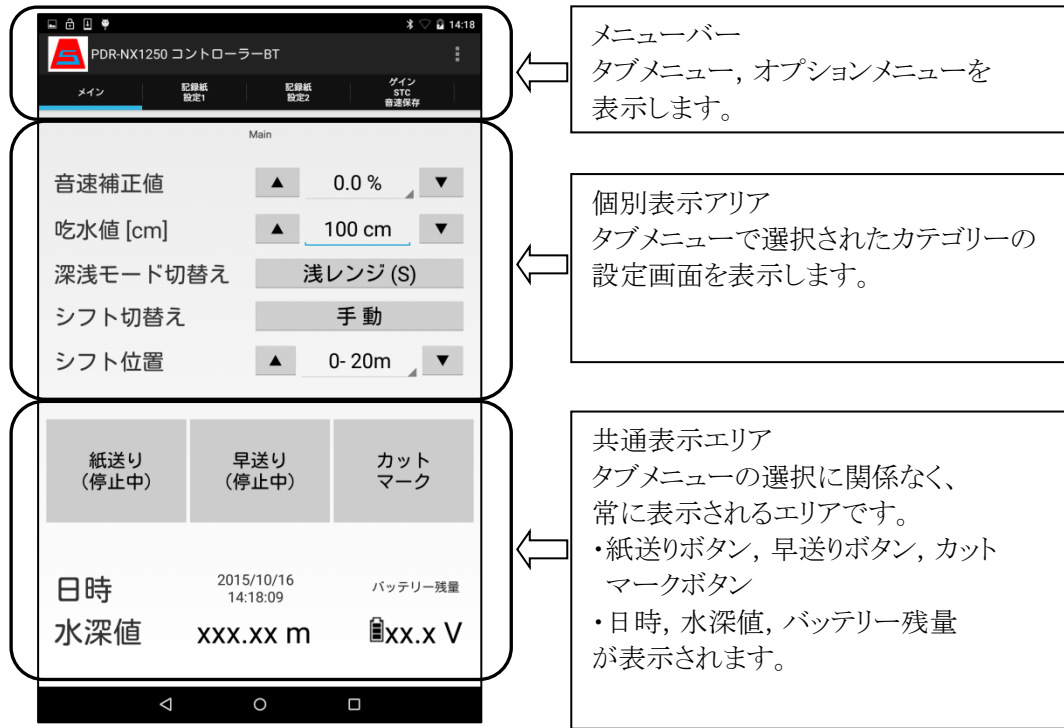 14:18
PDR-NX1250 コントローラーBT
メイン
記録紙
設定1
記録紙
設定2
ゲイン
STC
音速保存
Main
音速補正値 ▲ 0.0 % ▼
吃水値 [cm] ▲ 100 cm ▼
深浅モード切替え 浅レンジ (S)
シフト切替え 手 動
シフト位置 ▲ 0- 20m ▼
紙送り
(停止中)
早送り
(停止中)
カット
マーク
日時
2015/10/16
14:18:09
バッテリー残量
水深値 xxx.xx m xx.x V
メニューバー
タブメニュー, オプションメニューを
表示します。
個別表示アリア
タブメニューで選択されたカテゴリーの
設定画面を表示します。
共通表示エリア
タブメニューの選択に関係なく、
常に表示されるエリアです。
・紙送りボタン, 早送りボタン, カット
マークボタン
・日時, 水深値, バッテリー残量
が表示されます。